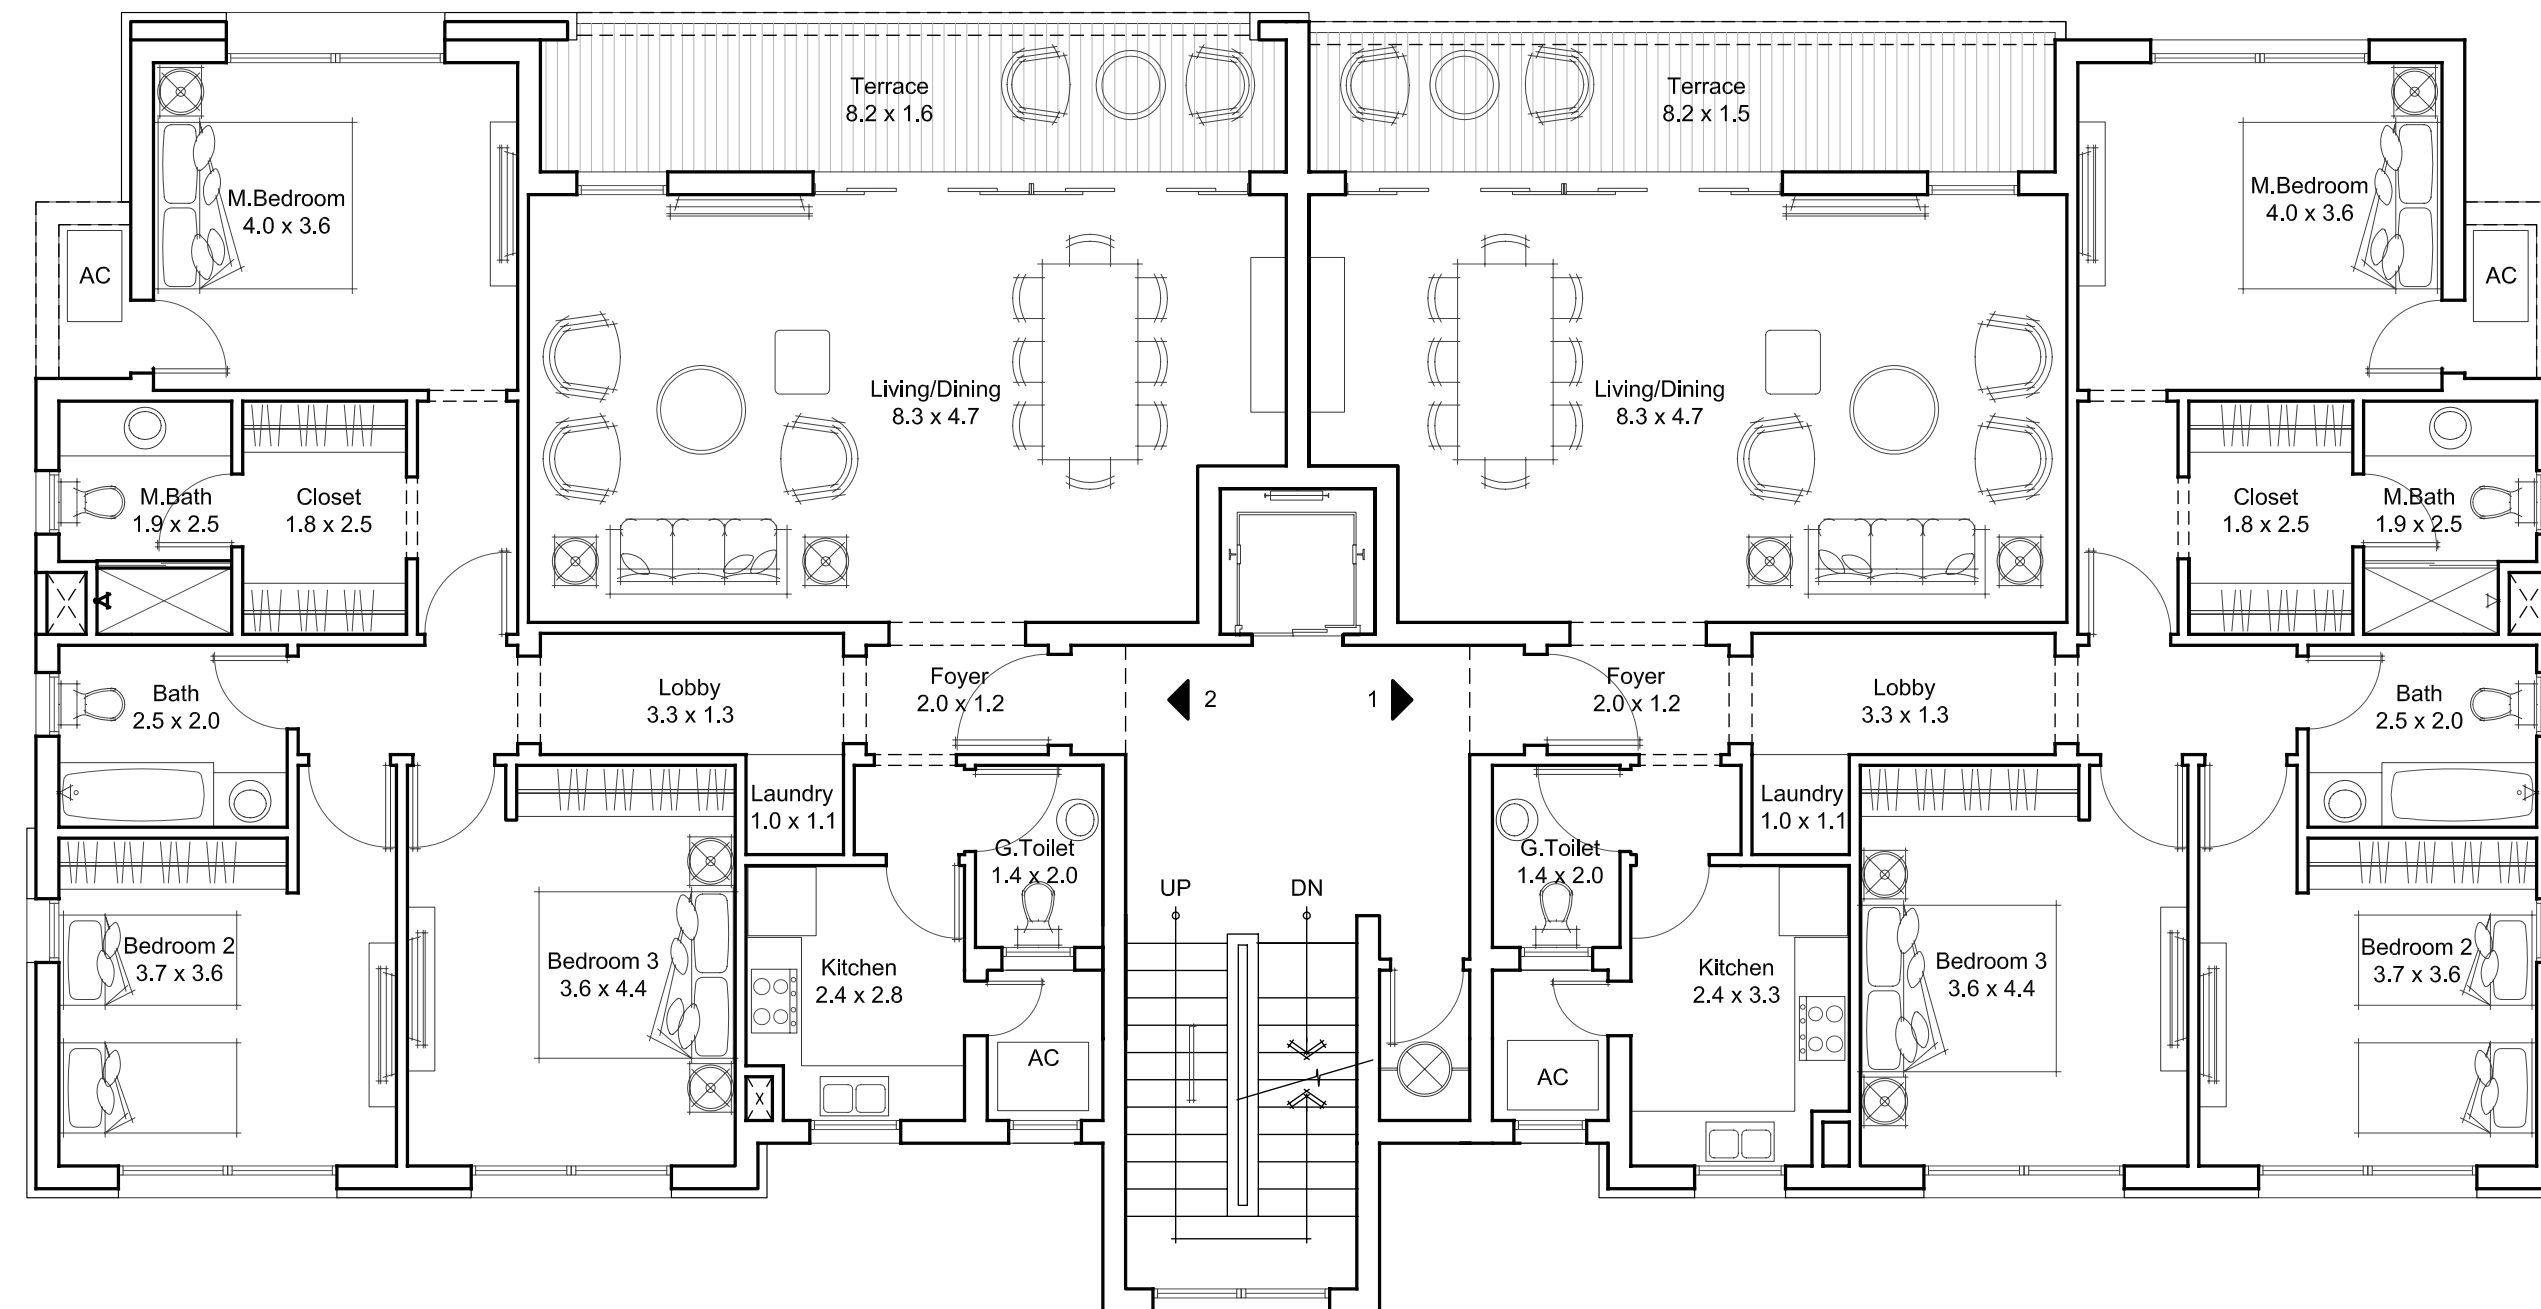 Terrace
8.2 x 1.6
Terrace
8.2 x 1.5
M.Bedroom
4.0 x 3.6
M.Bedroom
4.0 x 3.6
AC
AC
Living/Dining
8.3 x 4.7
Living/Dining
8.3 x 4.7
M.Bath
1.9 x 2.5
Closet
1.8 x 2.5
Closet
1.8 x 2.5
M.Bath
1.9 x 2.5
Bath
2.5 x 2.0
Lobby
3.3 x 1.3
Foyer
2.0 x 1.2
2
1
Foyer
2.0 x 1.2
Lobby
3.3 x 1.3
Bath
2.5 x 2.0
Laundry
1.0 x 1.1
Laundry
1.0 x 1.1
G.Toilet
1.4 x 2.0
G.Toilet
1.4 x 2.0
UP
DN
Bedroom 2
3.7 x 3.6
Bedroom 3
3.6 x 4.4
Kitchen
2.4 x 2.8
Kitchen
2.4 x 3.3
Bedroom 3
3.6 x 4.4
Bedroom 2
3.7 x 3.6
AC
AC